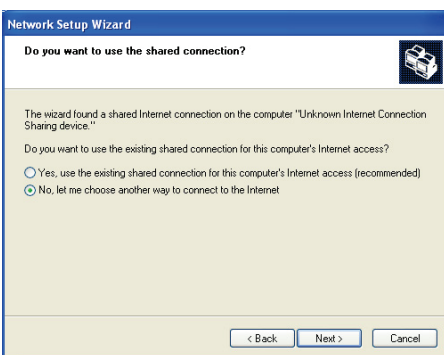 Network Setup Wizard
Do you want to use the shared connection?
The wizard found a shared Internet connection on the computer "Unknown Internet Connection
Sharing device."
Do you want to use the existing shared connection for this computer's Internet access?
Yes, use the existing shared connection for this computer's Internet access (recommended)
No, let me choose another way to connect to the Internet
< Back Next > Cancel